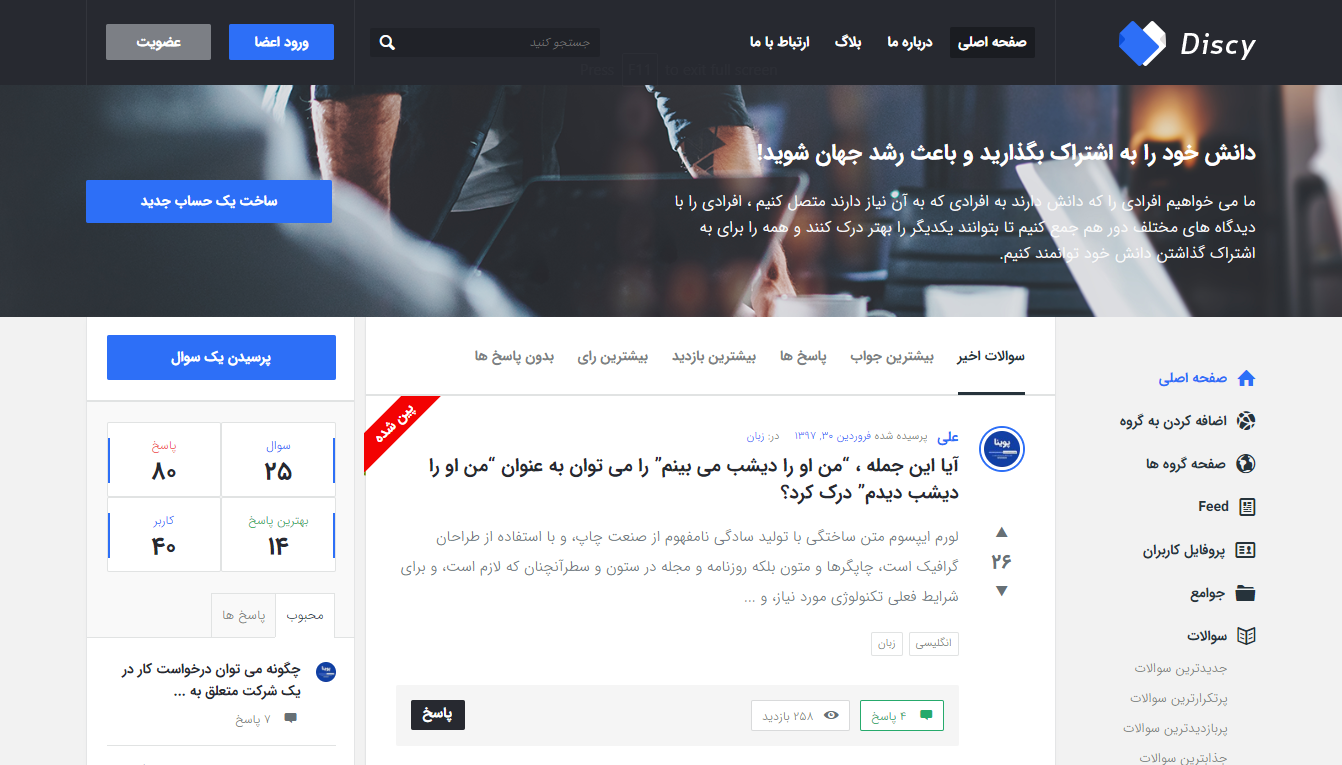 Discy
صفحه اصلی
درباره ما
بلاگ
ارتباط با ما
جستجو کنید
ورود اعضا
عضویت
Press F11 to exit full screen
دانش خود را به اشتراک بگذارید و باعث رشد جهان شوید!
ما می خواهیم افرادی را که دانش دارند به افرادی که به آن نیاز دارند متصل کنیم ، افرادی را با
دیدگاه های مختلف دور هم جمع کنیم تا بتوانند یکدیگر را بهتر درک کنند و همه را برای به
اشتراک گذاشتن دانش خود توانمند کنیم.
ساخت یک حساب جدید
صفحه اصلی
اضافه کردن به گروه
صفحه گروه ها
Feed
پروفایل کاربران
جوامع
سوالات
جدیدترین سوالات
پرتکرارترین سوالات
پربازدیدترین سوالات
جذابترین سوالات
سوالات اخیر
بیشترین جواب
پاسخ ها
بیشترین بازدید
بیشترین رای
بدون پاسخ ها
پین شده
پوینا
علی پرسیده شده فروردین ۳۰, ۱۳۹۷ در: زبان
آیا این جمله ، “من او را دیشب می بینم” را می توان به عنوان “من او را
دیشب دیدم” درک کرد؟
۲۶
لورم ایپسوم متن ساختگی با تولید سادگی نامفهوم از صنعت چاپ، و با استفاده از طراحان
گرافیک است، چاپگرها و متون بلکه روزنامه و مجله در ستون و سطرآنچنان که لازم است، و برای
شرایط فعلی تکنولوژی مورد نیاز، و ...
انگلیسی
زبان
۴ پاسخ
۲۵۸ بازدید
پاسخ
پرسیدن یک سوال
سوال
۲۵
پاسخ
۸۰
بهترین پاسخ
۱۴
کاربر
۴۰
محبوب
پاسخ ها
چگونه می توان درخواست کار در
یک شرکت متعلق به ...
۷ پاسخ